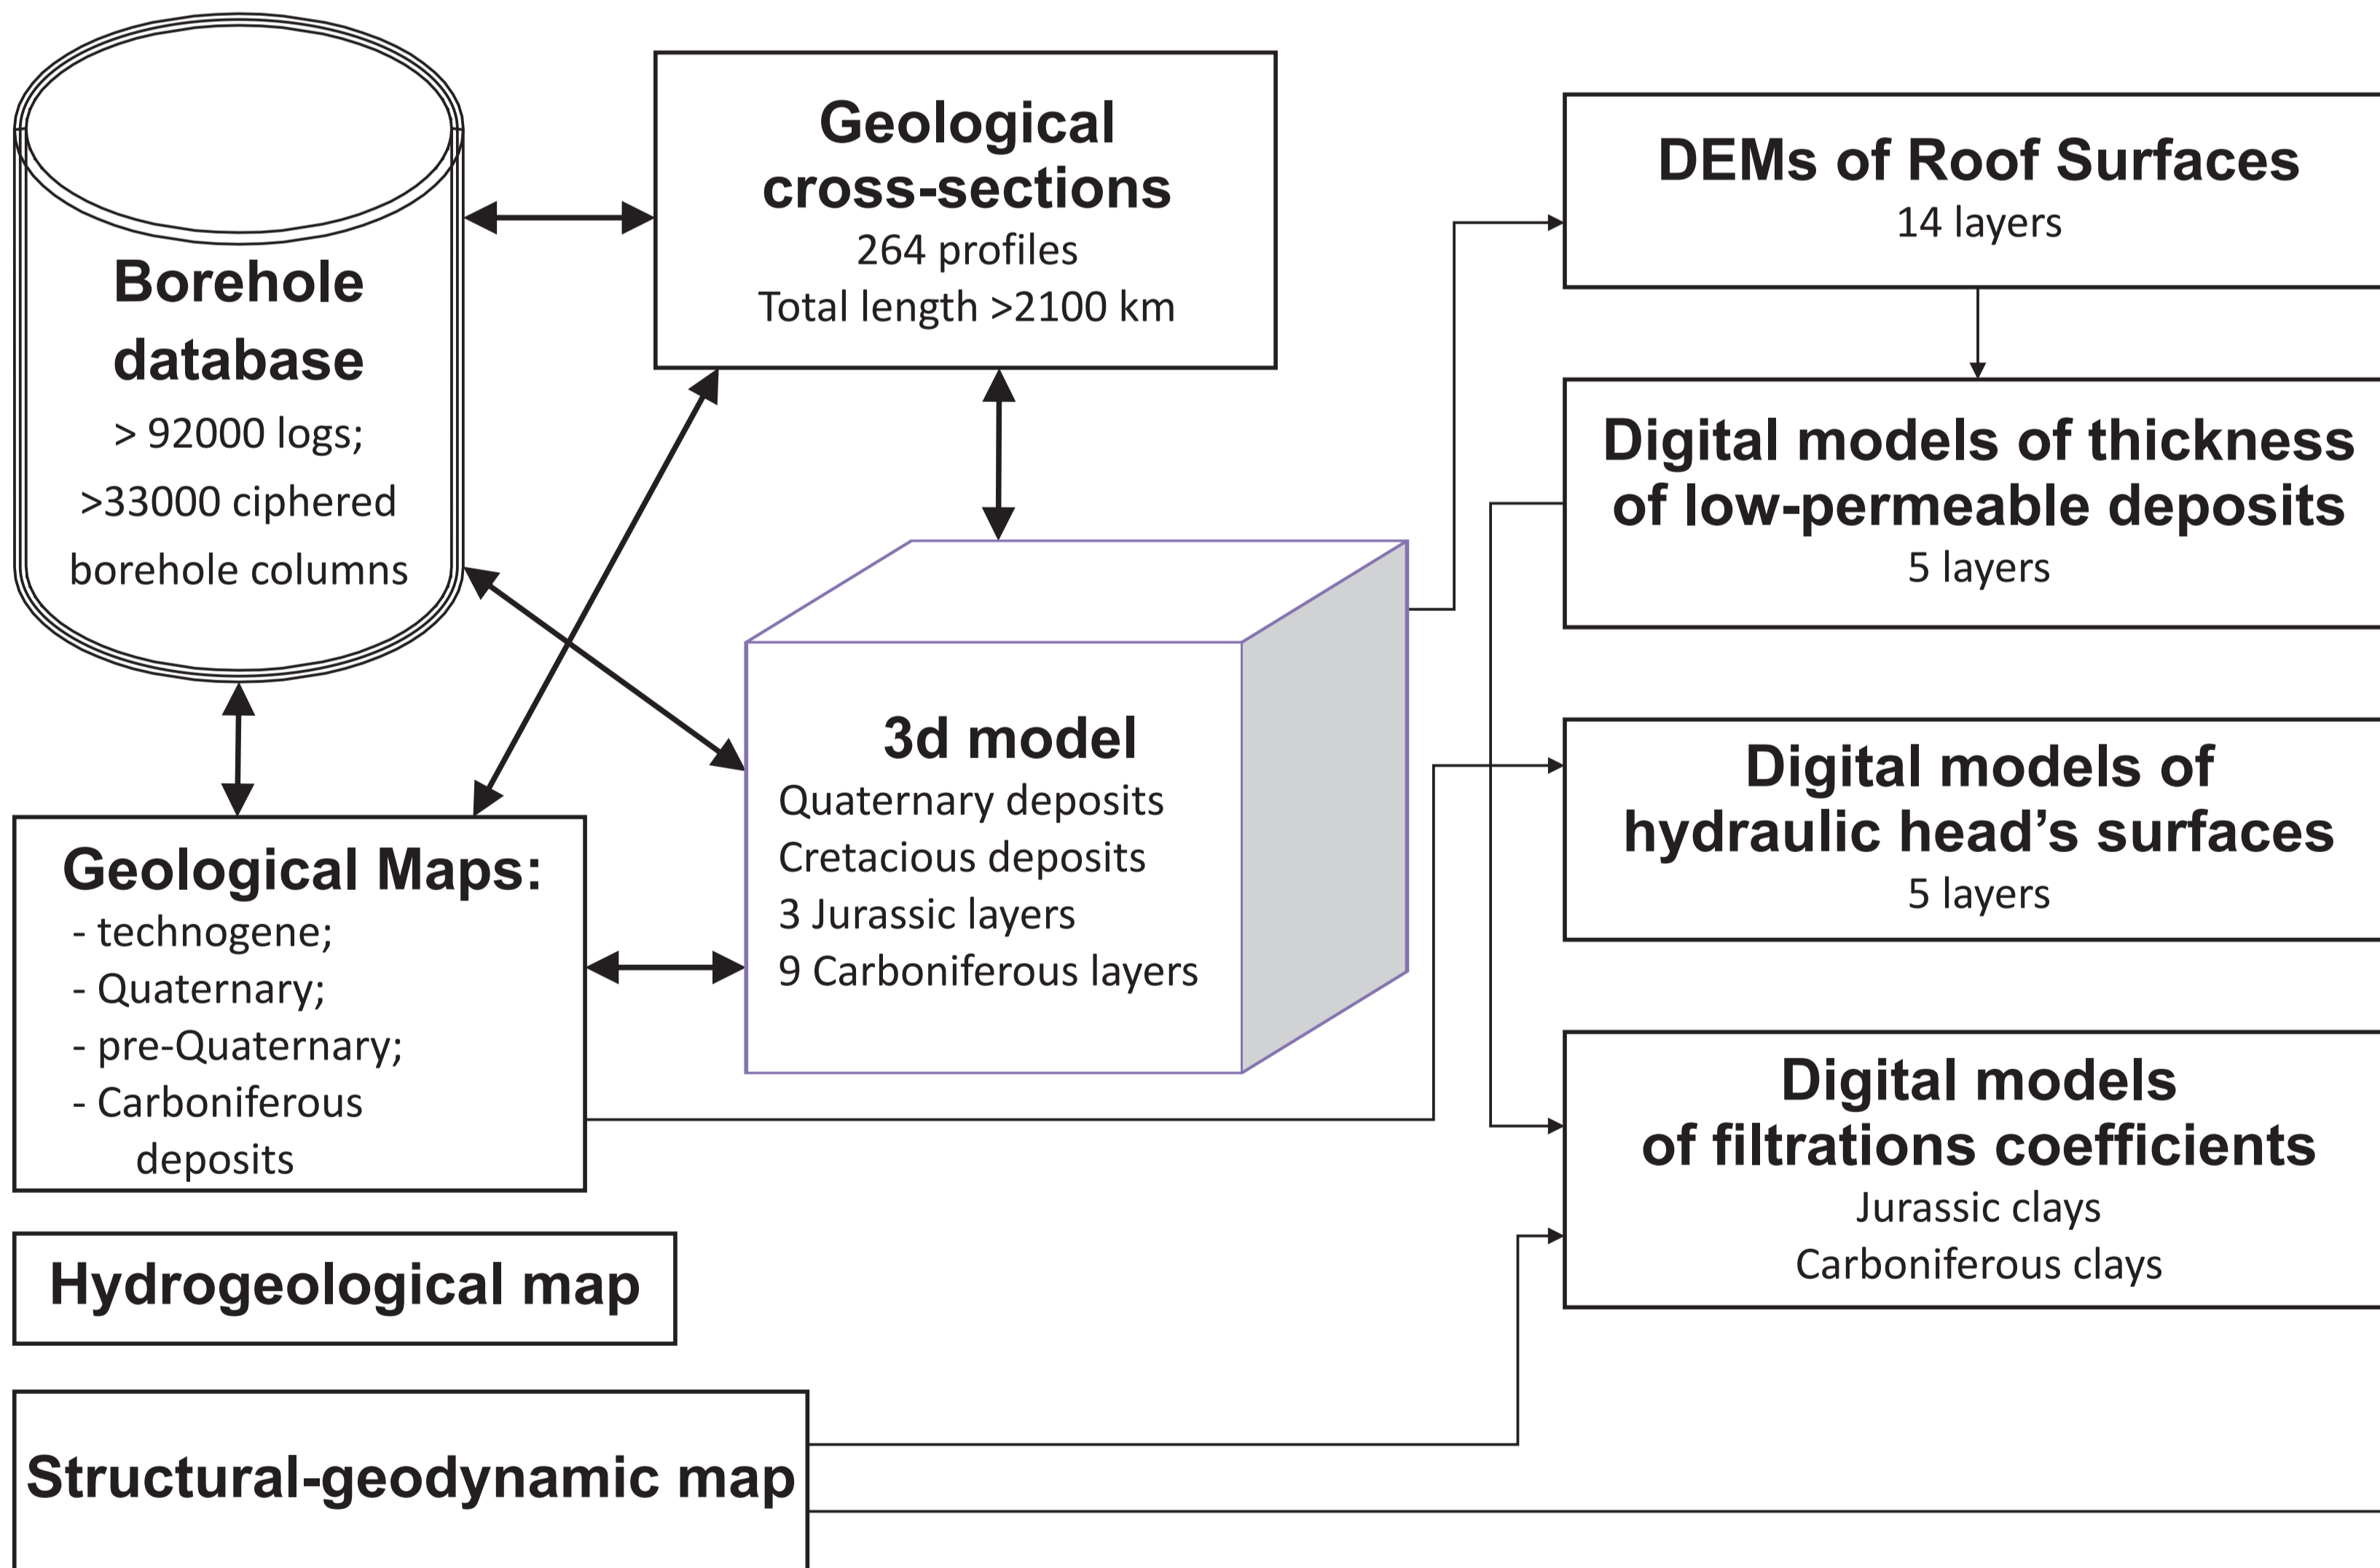 Borehole
database
> 92000 logs;
>33000 ciphered
borehole columns
Geological
cross-sections
264 profiles
Total length >2100 km
3d model
Quaternary deposits
Cretacious deposits
3 Jurassic layers
9 Carboniferous layers
Geological Maps:
- technogene;
- Quaternary;
- pre-Quaternary;
- Carboniferous
deposits
Hydrogeological map
Structural-geodynamic map
DEMs of Roof Surfaces
14 layers
Digital models of thickness
of low-permeable deposits
5 layers
Digital models of
hydraulic head’s surfaces
5 layers
Digital models
of filtrations coefficients
Jurassic clays
Carboniferous clays